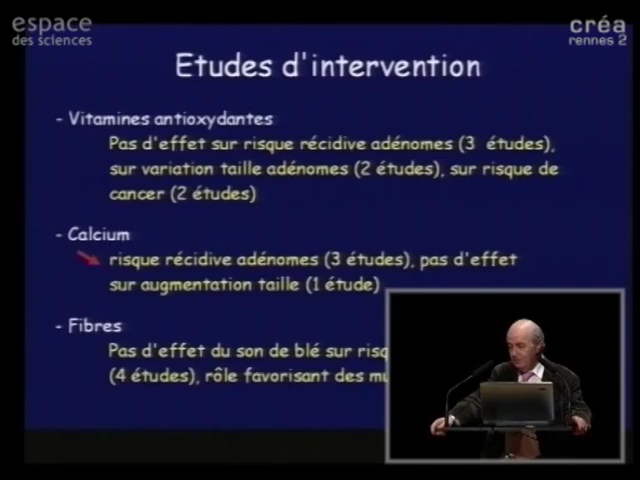 espace
des sciences
créa
rennes 2
Etudes d'intervention
- Vitamines antioxydantes
Pas d'effet sur risque récidive adénomes (3 études),
sur variation taille adénomes (2 études), sur risque de
cancer (2 études)
- Calcium
risque récidive adénomes (3 études), pas d'effet
sur augmentation taille (1 étude)
- Fibres
Pas d'effet du son de blé sur
(4 études), rôle favorisant des